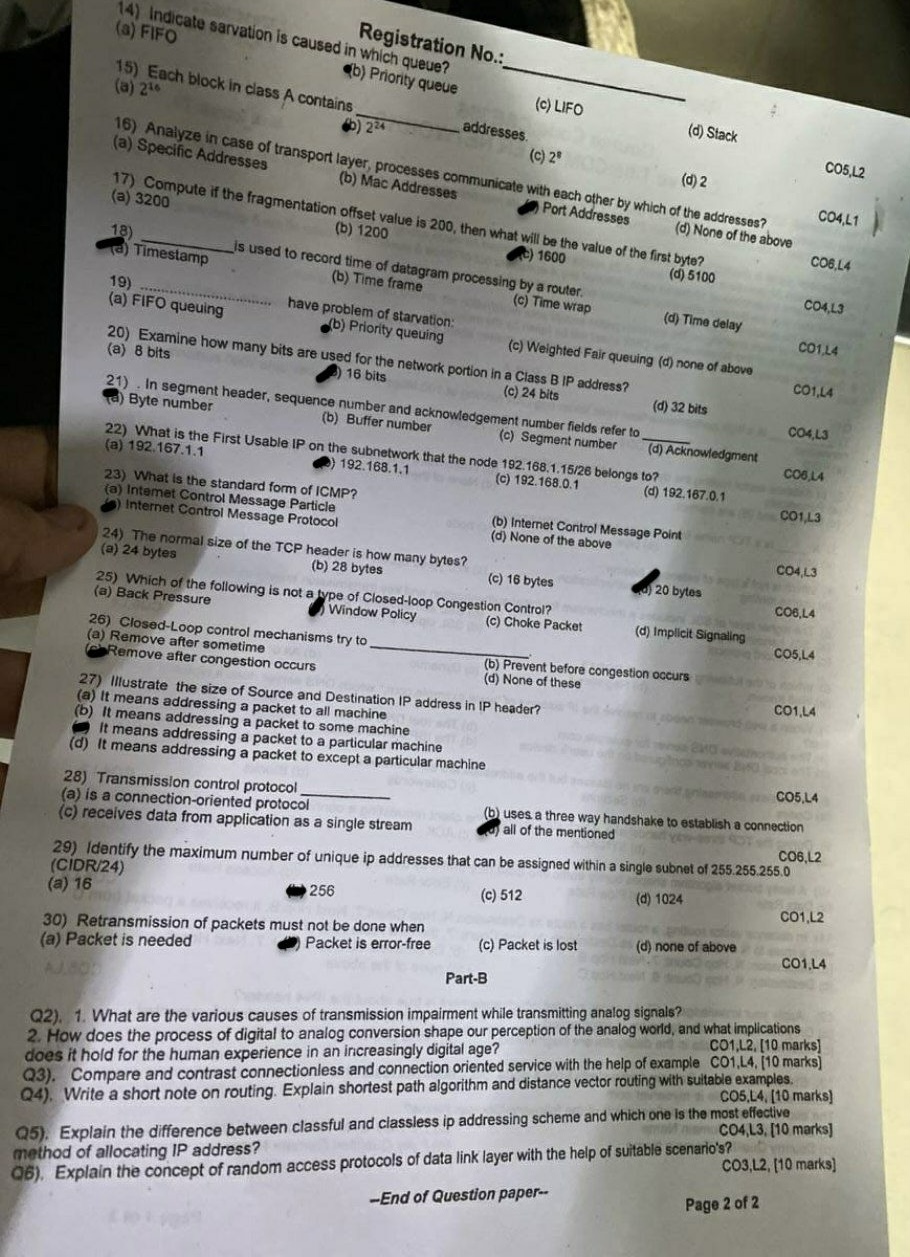 Registration No.:
14) Indicate sarvation is caused in which queue?
(a) FIFO (b) Priority queue (c) LIFO (d) Stack
CO5,L2
15) Each block in class A contains __________ addresses.
(a) 2¹⁶ (b) 2²⁴ (c) 2⁸ (d) 2
CO4,L1
16) Analyze in case of transport layer, processes communicate with each other by which of the addresses?
(a) Specific Addresses (b) Mac Addresses ) Port Addresses (d) None of the above
CO6,L4
17) Compute if the fragmentation offset value is 200, then what will be the value of the first byte?
(a) 3200 (b) 1200 (c) 1600 (d) 5100
CO4,L3
18) __________ is used to record time of datagram processing by a router.
(a) Timestamp (b) Time frame (c) Time wrap (d) Time delay
CO1,L4
19) .............................. have problem of starvation:
(a) FIFO queuing (b) Priority queuing (c) Weighted Fair queuing (d) none of above
CO1,L4
20) Examine how many bits are used for the network portion in a Class B IP address?
(a) 8 bits ) 16 bits (c) 24 bits (d) 32 bits
CO4,L3
21) . In segment header, sequence number and acknowledgement number fields refer to ______
(a) Byte number (b) Buffer number (c) Segment number (d) Acknowledgment
CO6,L4
22) What is the First Usable IP on the subnetwork that the node 192.168.1.15/26 belongs to?
(a) 192.167.1.1 ) 192.168.1.1 (c) 192.168.0.1 (d) 192.167.0.1
CO1,L3
23) What is the standard form of ICMP?
(a) Internet Control Message Particle (b) Internet Control Message Point
) Internet Control Message Protocol (d) None of the above
CO4,L3
24) The normal size of the TCP header is how many bytes?
(a) 24 bytes (b) 28 bytes (c) 16 bytes (d) 20 bytes
CO6,L4
25) Which of the following is not a type of Closed-loop Congestion Control?
(a) Back Pressure ) Window Policy (c) Choke Packet (d) Implicit Signaling
CO5,L4
26) Closed-Loop control mechanisms try to ____________________.
(a) Remove after sometime (b) Prevent before congestion occurs
(c) Remove after congestion occurs (d) None of these
CO1,L4
27) Illustrate the size of Source and Destination IP address in IP header?
(a) It means addressing a packet to all machine
(b) It means addressing a packet to some machine
) It means addressing a packet to a particular machine
(d) It means addressing a packet to except a particular machine
CO5,L4
28) Transmission control protocol __________
(a) is a connection-oriented protocol (b) uses a three way handshake to establish a connection
(c) receives data from application as a single stream (d) all of the mentioned
CO6,L2
29) Identify the maximum number of unique ip addresses that can be assigned within a single subnet of 255.255.255.0
(CIDR/24)
(a) 16 256 (c) 512 (d) 1024
CO1,L2
30) Retransmission of packets must not be done when
(a) Packet is needed ) Packet is error-free (c) Packet is lost (d) none of above
CO1,L4
Part-B
Q2). 1. What are the various causes of transmission impairment while transmitting analog signals?
2. How does the process of digital to analog conversion shape our perception of the analog world, and what implications
does it hold for the human experience in an increasingly digital age? CO1,L2, [10 marks]
Q3). Compare and contrast connectionless and connection oriented service with the help of example CO1,L4, [10 marks]
Q4). Write a short note on routing. Explain shortest path algorithm and distance vector routing with suitable examples.
CO5,L4, [10 marks]
Q5). Explain the difference between classful and classless ip addressing scheme and which one is the most effective
method of allocating IP address? CO4,L3, [10 marks]
Q6). Explain the concept of random access protocols of data link layer with the help of suitable scenario's?
CO3,L2, [10 marks]
--End of Question paper--
Page 2 of 2